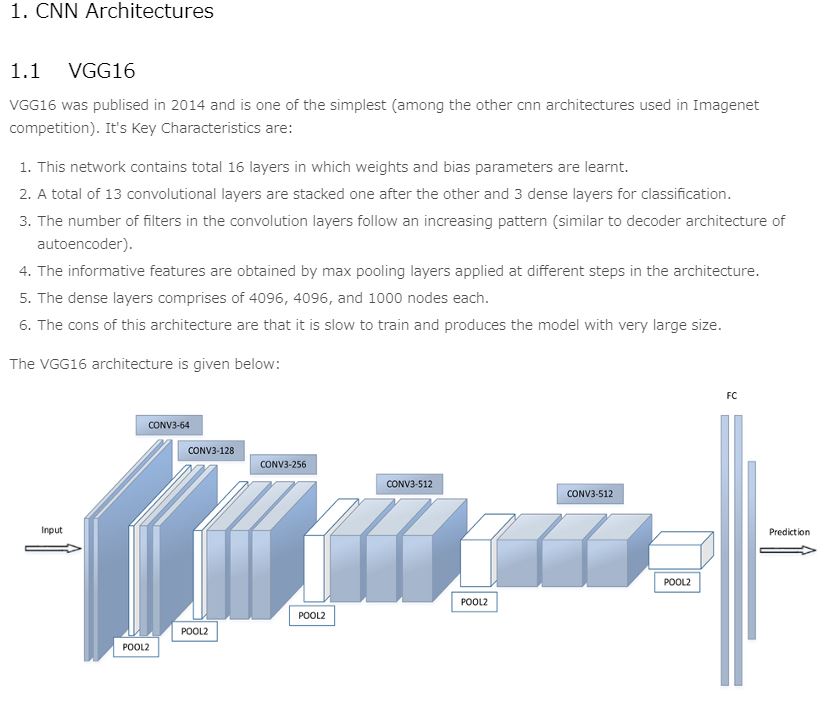 1. CNN Architectures
1.1 VGG16
VGG16 was publised in 2014 and is one of the simplest (among the other cnn architectures used in Imagenet
competition). It's Key Characteristics are:
1. This network contains total 16 layers in which weights and bias parameters are learnt.
2. A total of 13 convolutional layers are stacked one after the other and 3 dense layers for classification.
3. The number of filters in the convolution layers follow an increasing pattern (similar to decoder architecture of
autoencoder).
4. The informative features are obtained by max pooling layers applied at different steps in the architecture.
5. The dense layers comprises of 4096, 4096, and 1000 nodes each.
6. The cons of this architecture are that it is slow to train and produces the model with very large size.
The VGG16 architecture is given below:
FC
CONV3-64
CONV3-128
CONV3-256
CONV3-512
CONV3-512
Input
Prediction
POOL2
POOL2
POOL2
POOL2
POOL2